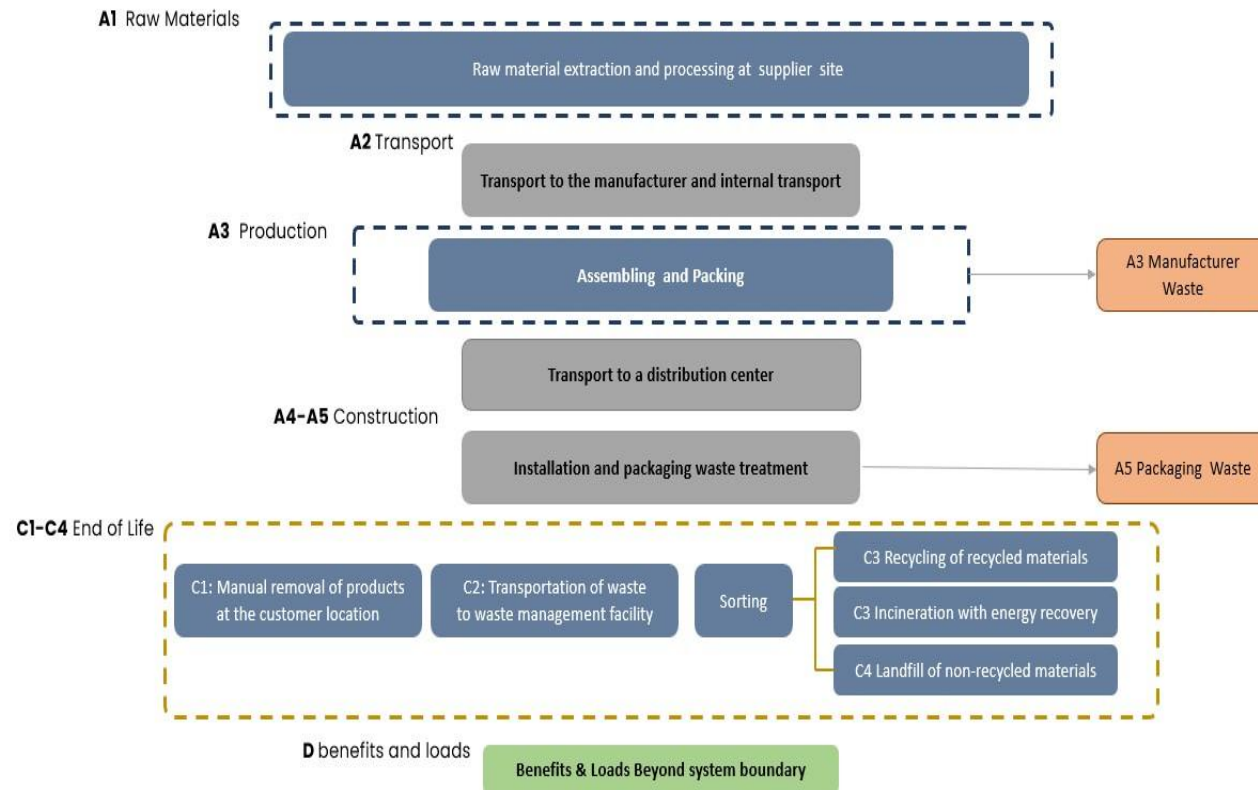 A1 Raw Materials
Raw material extraction and processing at supplier site
A2 Transport
Transport to the manufacturer and internal transport
A3 Production
Assembling and Packing
A3 Manufacturer
Waste
Transport to a distribution center
A4-A5 Construction
Installation and packaging waste treatment
A5 Packaging Waste
C1-C4 End of Life
C1: Manual removal of products
at the customer location
C2: Transportation of waste
to waste management facility
Sorting
C3 Recycling of recycled materials
C3 Incineration with energy recovery
C4 Landfill of non-recycled materials
D benefits and loads
Benefits & Loads Beyond system boundary